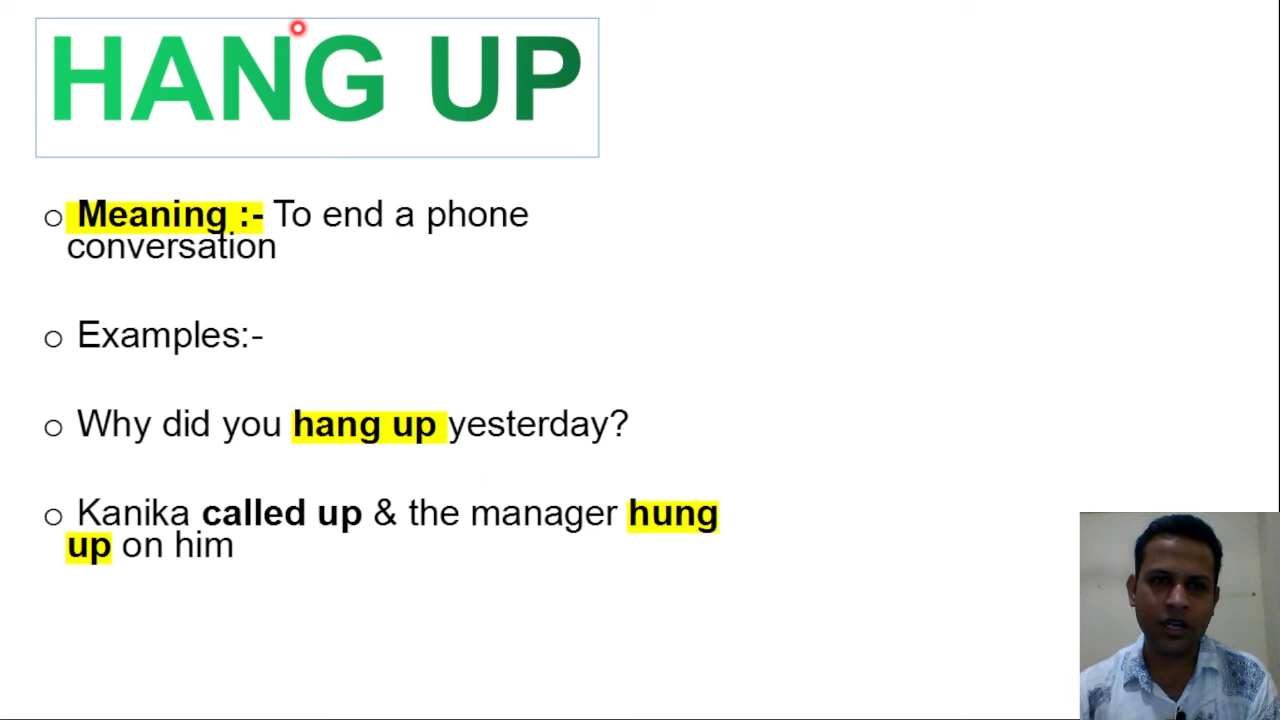 HANG UP
Meaning :- To end a phone
conversation
Examples:-
Why did you hang up yesterday?
Kanika called up & the manager hung
up on him